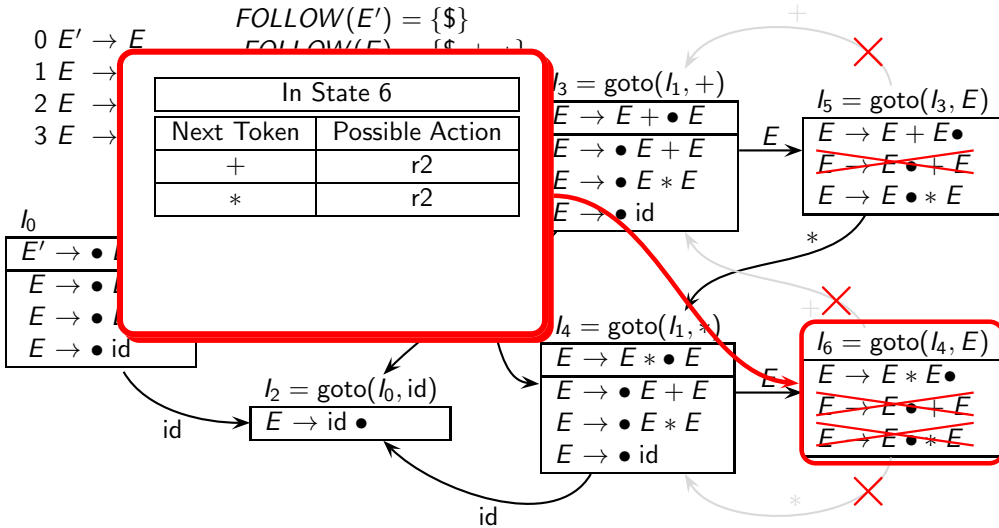 FOLLOW(E') = {$}
0 E' → E
1 E →
2 E →
3 E →
In State 6
Next Token Possible Action
+ r2
* r2
I0
E' → ●
E → ●
E → ●
E → ● id
I2 = goto(I0, id)
E → id ●
I3 = goto(I1, +)
E → E + ● E
E → ● E + E
E → ● E * E
E → ● id
I4 = goto(I1, *)
E → E * ● E
E → ● E + E
E → ● E * E
E → ● id
I5 = goto(I3, E)
E → E + E●
E → E ● + E
E → E ● * E
I6 = goto(I4, E)
E → E * E●
E → E ● + E
E → E ● * E
id
id
E
E
*
+
+
*